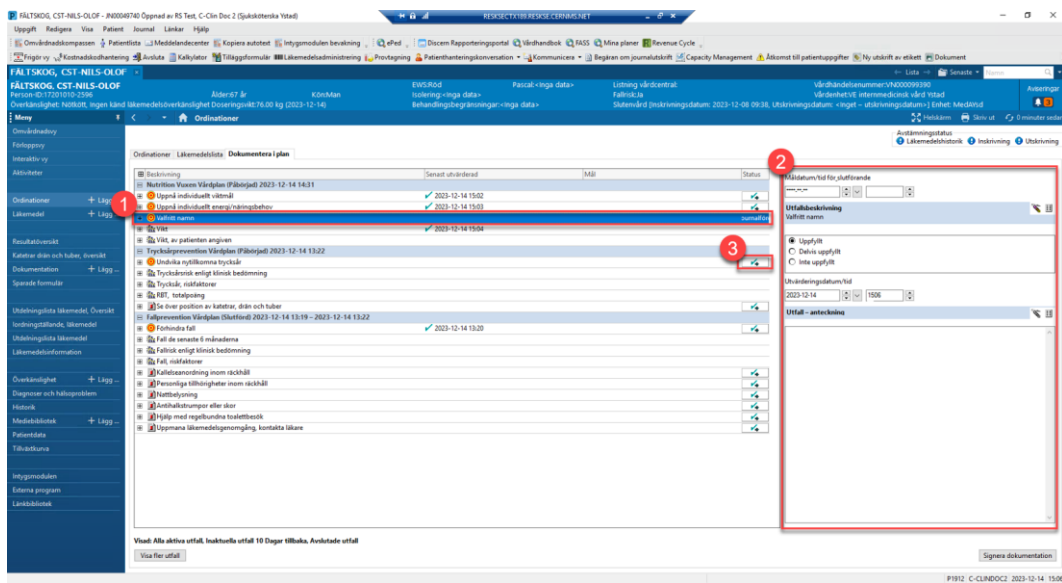 FÄLTSKOG, CST-NILS-OLOF - JN00049740 Öppnad av RS Test, C-Clin Doc 2 (Sjuksköterska Ystad)
RESKSECTX189.RESKSE.CERNMS.NET
Uppgift Redigera Visa Patient Journal Länkar Hjälp
Omvårdnadskompassen Patientlista Meddelandecenter Kopiera autotext Intygsmodulen bevakning ePed Discern Rapporteringsportal Vårdhandbok FASS Mina planer Revenue Cycle
Frigör vy Kostnadskodhantering Avsluta Kalkylator Tilläggsformulär Läkemedelsadministrering Provtagning Patienthanteringskonversation Kommunicera Begäran om journalutskrift Capacity Management Åtkomst till patientuppgifter Ny utskrift av etikett Dokument
FÄLTSKOG, CST-NILS-OLOF
Lista Senaste Namn
FÄLTSKOG, CST-NILS-OLOF EWS:Röd Pascal:<Inga data> Listning vårdcentral: Vårdhändelsenummer:VN000099390
Person-ID:17201010-2596 Ålder:67 år Kön:Man Isolering:<Inga data> Fallrisk:Ja Vårdenhet:VE internmedicinsk vård Ystad Aviseringar
Överkänslighet: Nötkött, Ingen känd läkemedelsöverkänslighet Doseringsvikt:76.00 kg (2023-12-14) Behandlingsbegränsningar:<Inga data> Slutenvård [Inskrivningsdatum: 2023-12-08 09:38, Utskrivningsdatum: <Inget - utskrivningsdatum>] Enhet: MedAVsd
3
Meny Ordinationer Helskärm Skriv ut 0 minuter sedan
Omvårdnadsvy
Förloppsvy
Interaktiv vy
Aktiviteter
Ordinationer + Lägg
Läkemedel + Lägg
Resultatöversikt
Katetrar drän och tuber, översikt
Dokumentation + Lägg ...
Sparade formulär
Utdelningslista läkemedel, Översikt
Iordningställande, läkemedel
Utdelningslista läkemedel
Läkemedelsinformation
Överkänslighet + Lägg ...
Diagnoser och hälsoproblem
Historik
Mediebibliotek + Lägg ...
Patientdata
Tillväxtkurva
Intygsmodulen
Externa program
Länkbibliotek
Avstämningsstatus
Läkemedelshistorik Inskrivning Utskrivning
Ordinationer Läkemedelslista Dokumentera i plan
Beskrivning Senast utvärderad Mål Status
Nutrition Vuxen Vårdplan (Påbörjad) 2023-12-14 14:31
Uppnå individuellt viktmål 2023-12-14 15:02
Uppnå individuellt energi/näringsbehov 2023-12-14 15:03
1
Valfritt namn ournalför
Vikt 2023-12-14 15:04
Vikt, av patienten angiven
Trycksårprevention Vårdplan (Påbörjad) 2023-12-14 13:22
3
Undvika nytillkomna trycksår
Trycksårsrisk enligt klinisk bedömning
Trycksår, riskfaktorer
RBT, totalpoäng
Se över position av katetrar, drän och tuber
Fallprevention Vårdplan (Slutförd) 2023-12-14 13:19 – 2023-12-14 13:22
Förhindra fall 2023-12-14 13:20
Fall de senaste 6 månaderna
Fallrisk enligt klinisk bedömning
Fall, riskfaktorer
Kallelseanordning inom räckhåll
Personliga tillhörigheter inom räckhåll
Nattbelysning
Antihalkstrumpor eller skor
Hjälp med regelbundna toalettbesök
Uppmana läkemedelsgenomgång, kontakta läkare
2
Måldatum/tid för slutförande
****-**-**
Utfallsbeskrivning
Valfritt namn
Uppfyllt
Delvis uppfyllt
Inte uppfyllt
Utvärderingsdatum/tid
2023-12-14 1506
Utfall – anteckning
Visad: Alla aktiva utfall, Inaktuella utfall 10 Dagar tillbaka, Avslutade utfall
Visa fler utfall Signera dokumentation
P1912 C-CLINDOC2 2023-12-14 15:06